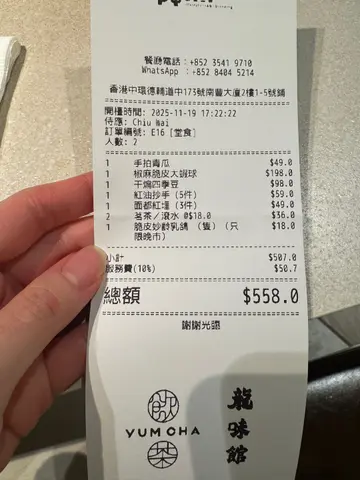 餐廳電話：+852 3541 9710
WhatsApp ：+852 8404 5214
香港中環德輔道中173號南豐大廈2樓1-5號舖
開檯時間：2025-11-19 17:22:22
侍應: Chiu Wai
訂單編號: E16 [堂食]
人數: 2
1 手拍青瓜 $49.0
1 椒麻脆皮大蝦球 $198.0
1 干煸四季豆 $98.0
1 紅油抄手 (5件) $59.0
1 面都紅壇 (3件) $49.0
2 茗茶/滾水 @$18.0 $36.0
1 脆皮妙齡乳鴿 (隻) (只限晚市) $18.0
小計 $507.0
服務費(10%) $50.7
總額 $558.0
謝謝光臨
飲
YUM CHA
茶
龍味館